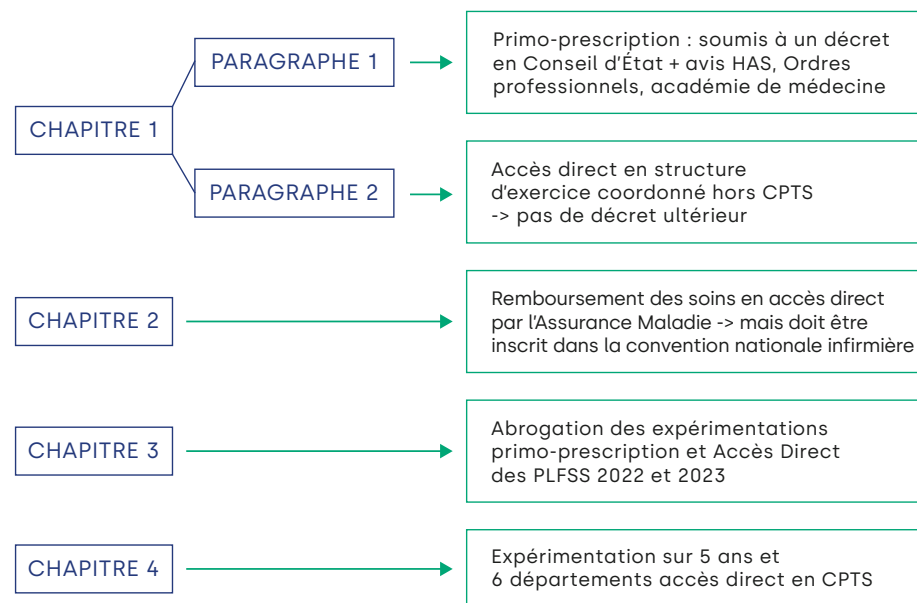 CHAPITRE 1
PARAGRAPHE 1
Primo-prescription : soumis à un décret
en Conseil d'État + avis HAS, Ordres
professionnels, académie de médecine
PARAGRAPHE 2
Accès direct en structure
d'exercice coordonné hors CPTS
-> pas de décret ultérieur
CHAPITRE 2
Remboursement des soins en accès direct
par l'Assurance Maladie -> mais doit être
inscrit dans la convention nationale infirmière
CHAPITRE 3
Abrogation des expérimentations
primo-prescription et Accès Direct
des PLFSS 2022 et 2023
CHAPITRE 4
Expérimentation sur 5 ans et
6 départements accès direct en CPTS